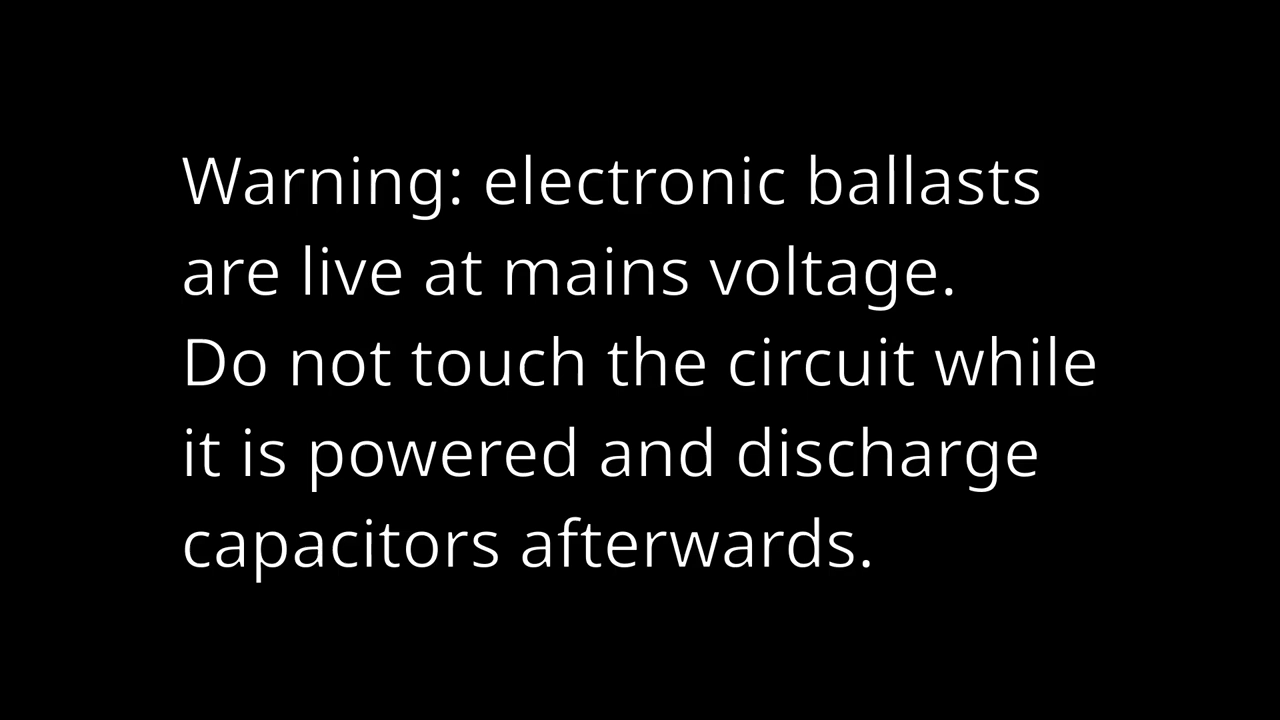 Warning: electronic ballasts
are live at mains voltage.
Do not touch the circuit while
it is powered and discharge
capacitors afterwards.